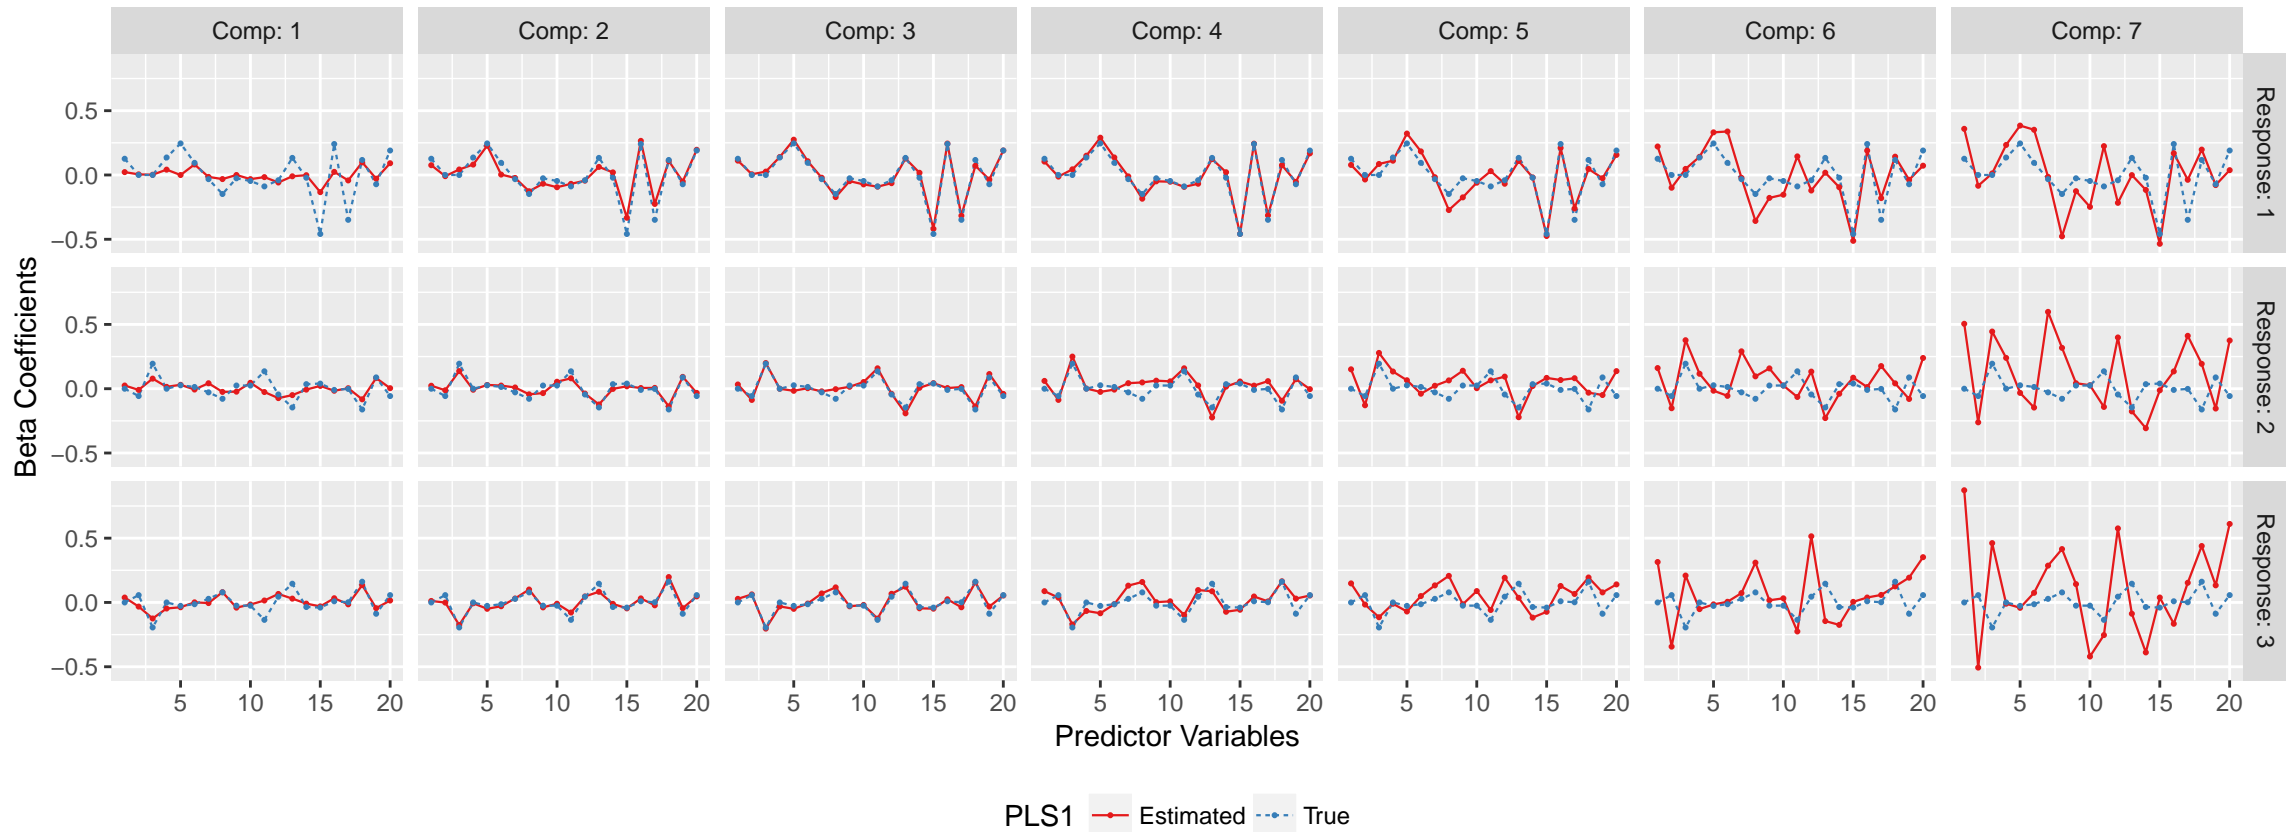 Comp: 1 Comp: 2 Comp: 3 Comp: 4 Comp: 5 Comp: 6 Comp: 7
0.5
0.0
−0.5
Response: 1
0.5
0.0
−0.5
Response: 2
0.5
0.0
−0.5
Response: 3
Beta Coefficients
5 10 15 20 5 10 15 20 5 10 15 20 5 10 15 20 5 10 15 20 5 10 15 20 5 10 15 20
Predictor Variables
PLS1 Estimated True